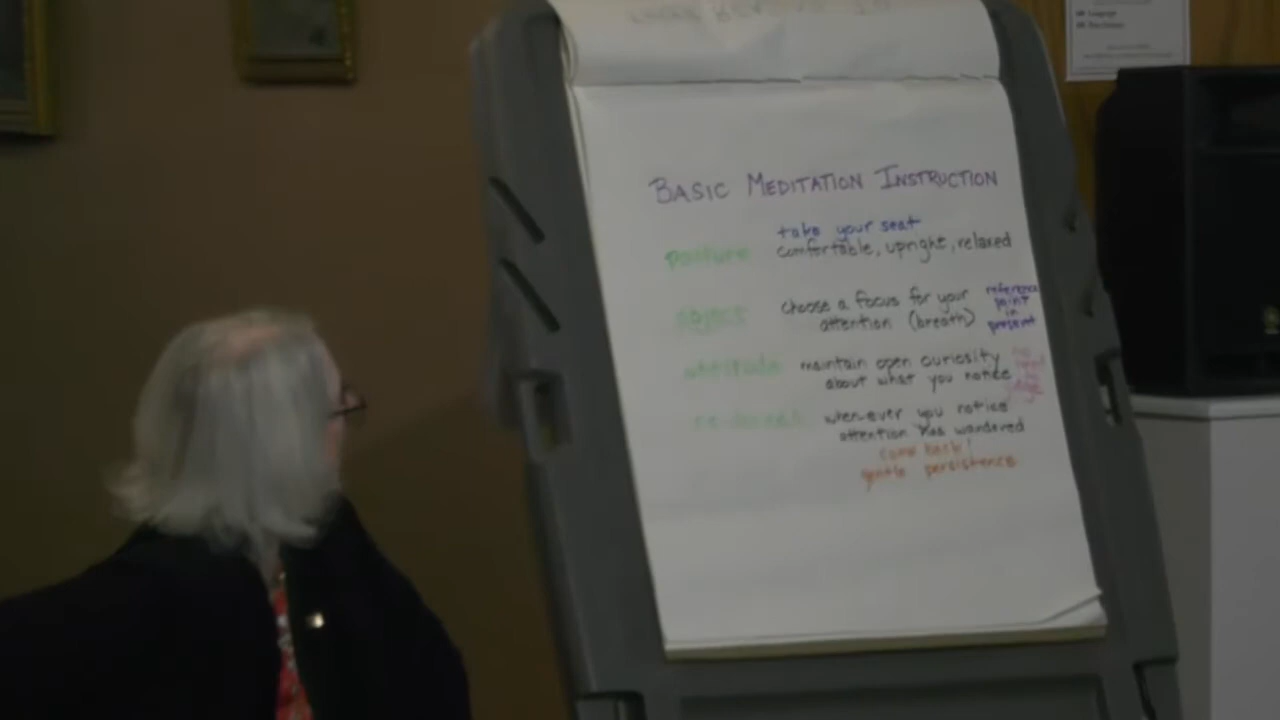 BASIC MEDITATION INSTRUCTION
take your seat
posture comfortable, upright, relaxed
object choose a focus for your
attention (breath)
reference
point
in
present
attitude maintain open curiosity
about what you notice
whenever you notice
attention has wandered
come back!
gentle persistence